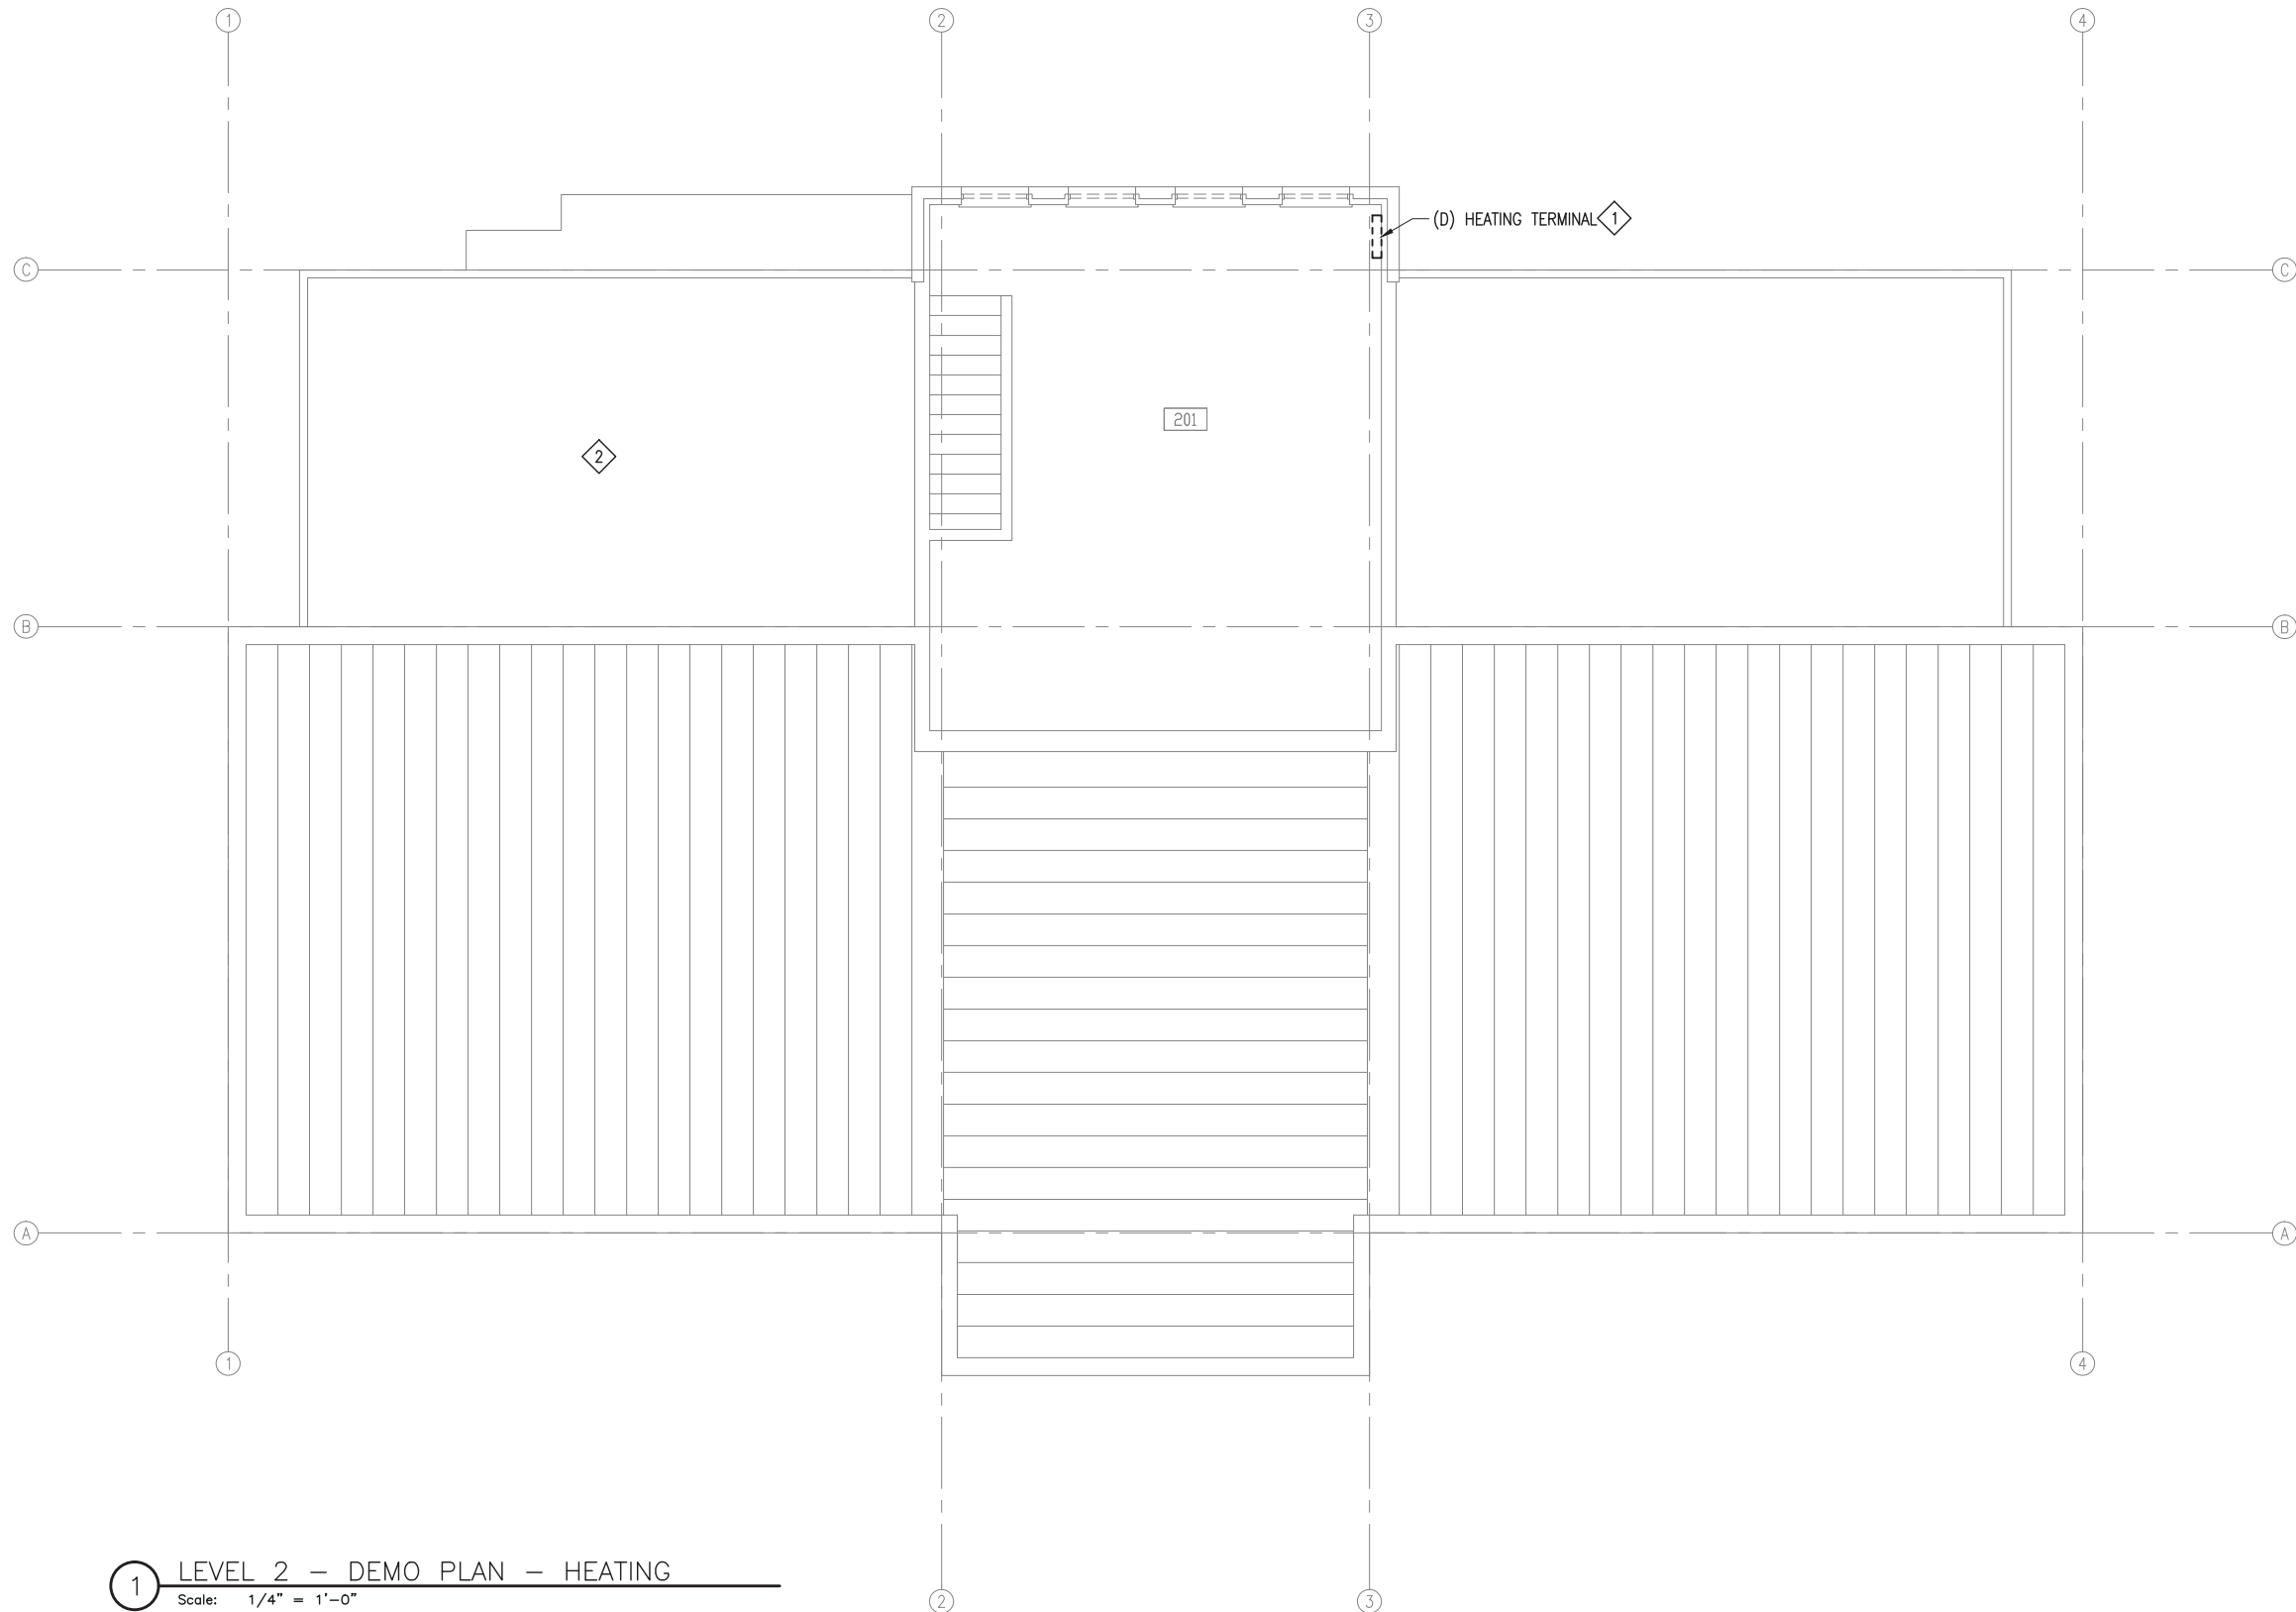 1
2
3
4
(D) HEATING TERMINAL 1
C
C
201
2
B
B
A
A
1
4
1
LEVEL 2 - DEMO PLAN - HEATING
Scale: 1/4" = 1'-0"
2
3